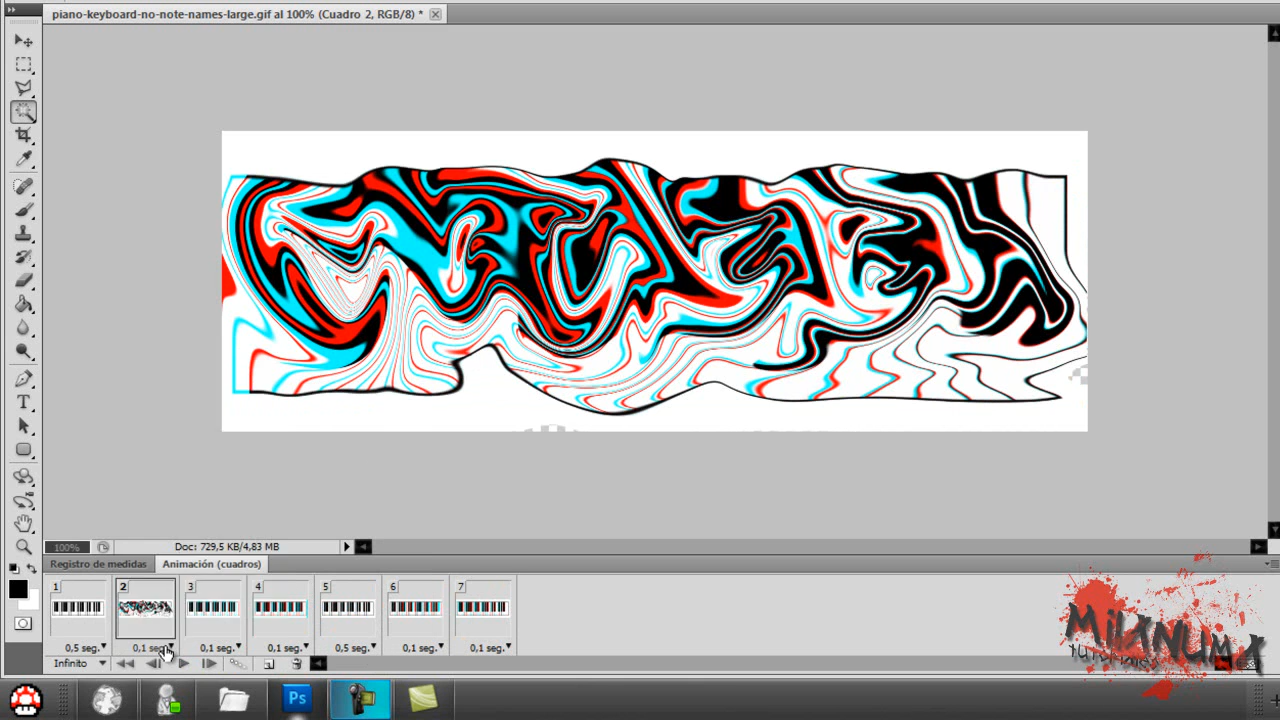 piano-keyboard-no-note-names-large.gif al 100% (Cuadro 2, RGB/8) *
100%
Doc: 729,5 KB/4,83 MB
Registro de medidas
Animación (cuadros)
1 2 3 4 5 6 7
0,5 seg. 0,1 seg. 0,1 seg. 0,1 seg. 0,5 seg. 0,1 seg. 0,1 seg.
Infinito
MilANUMA
tutoriales
Ps